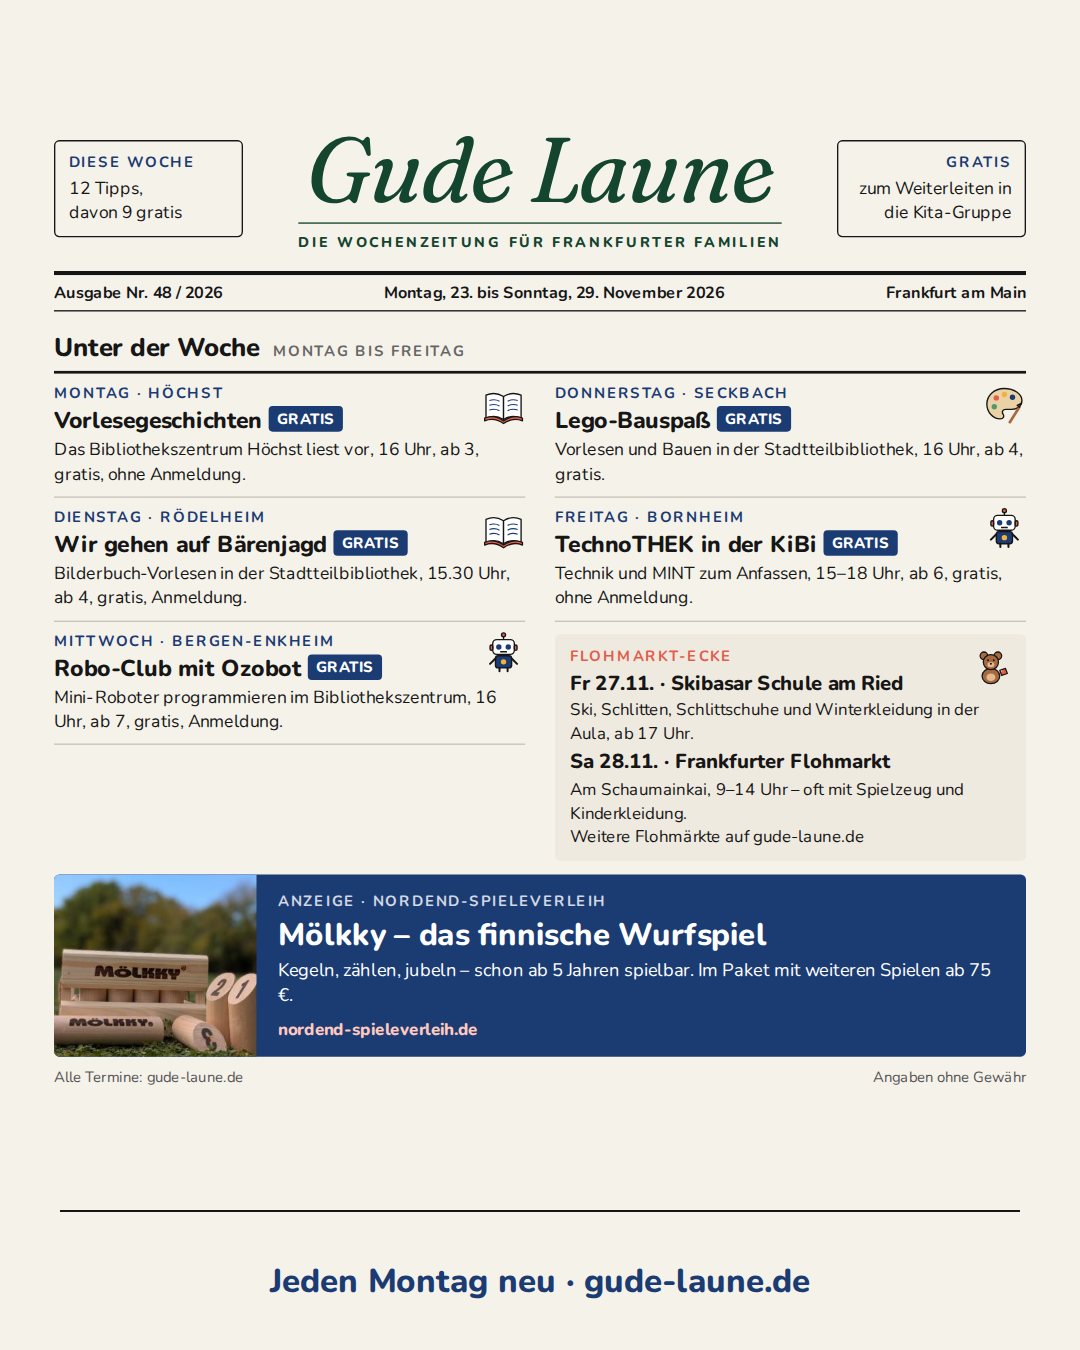 DIESE WOCHE
12 Tipps,
davon 9 gratis
Gude Laune
DIE WOCHENZEITUNG FÜR FRANKFURTER FAMILIEN
GRATIS
zum Weiterleiten in
die Kita-Gruppe
Ausgabe Nr. 48 / 2026
Montag, 23. bis Sonntag, 29. November 2026
Frankfurt am Main
Unter der Woche MONTAG BIS FREITAG
MONTAG · HÖCHST
Vorlesegeschichten GRATIS
Das Bibliothekszentrum Höchst liest vor, 16 Uhr, ab 3,
gratis, ohne Anmeldung.
DIENSTAG · RÖDELHEIM
Wir gehen auf Bärenjagd GRATIS
Bilderbuch-Vorlesen in der Stadtteilbibliothek, 15.30 Uhr,
ab 4, gratis, Anmeldung.
MITTWOCH · BERGEN-ENKHEIM
Robo-Club mit Ozobot GRATIS
Mini-Roboter programmieren im Bibliothekszentrum, 16
Uhr, ab 7, gratis, Anmeldung.
DONNERSTAG · SECKBACH
Lego-Bauspaß GRATIS
Vorlesen und Bauen in der Stadtteilbibliothek, 16 Uhr, ab 4,
gratis.
FREITAG · BORNHEIM
TechnoTHEK in der KiBi GRATIS
Technik und MINT zum Anfassen, 15–18 Uhr, ab 6, gratis,
ohne Anmeldung.
FLOHMARKT-ECKE
Fr 27.11. · Skibasar Schule am Ried
Ski, Schlitten, Schlittschuhe und Winterkleidung in der
Aula, ab 17 Uhr.
Sa 28.11. · Frankfurter Flohmarkt
Am Schaumainkai, 9–14 Uhr – oft mit Spielzeug und
Kinderkleidung.
Weitere Flohmärkte auf gude-laune.de
MÖLKKY®
MÖLKKY®
2
1
3
ANZEIGE · NORDEND-SPIELEVERLEIH
Mölkky – das finnische Wurfspiel
Kegeln, zählen, jubeln – schon ab 5 Jahren spielbar. Im Paket mit weiteren Spielen ab 75
€.
nordend-spieleverleih.de
Alle Termine: gude-laune.de
Angaben ohne Gewähr
Jeden Montag neu · gude-laune.de